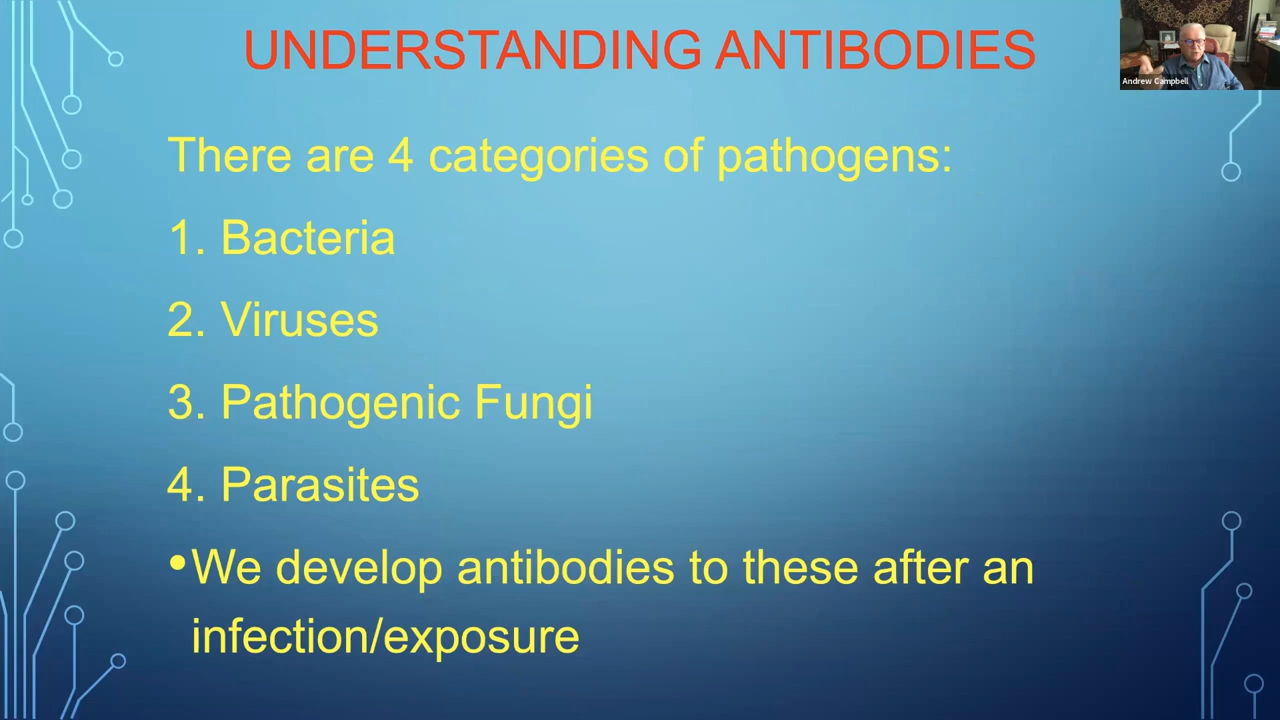 UNDERSTANDING ANTIBODIES
Andrew Campbell
There are 4 categories of pathogens:
1. Bacteria
2. Viruses
3. Pathogenic Fungi
4. Parasites
•We develop antibodies to these after an
infection/exposure